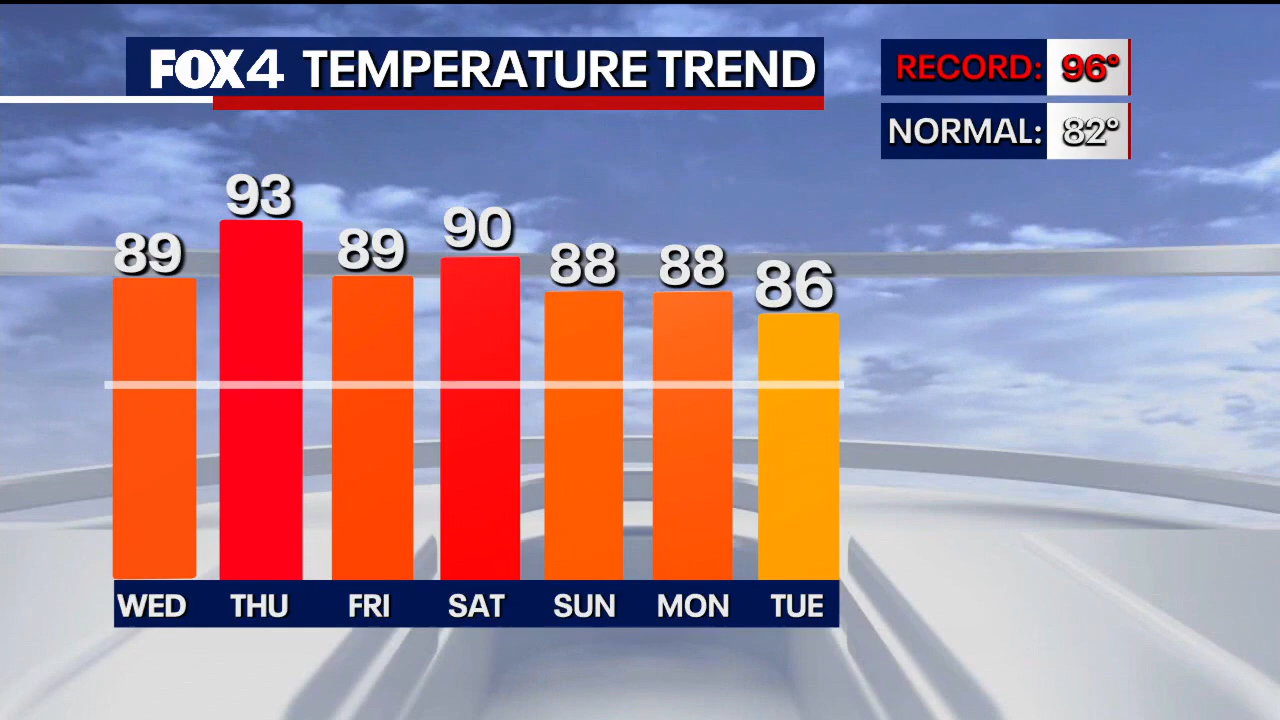 FOX4 TEMPERATURE TREND
RECORD: 96°
NORMAL: 82°
89 93 89 90 88 88 86
WED THU FRI SAT SUN MON TUE